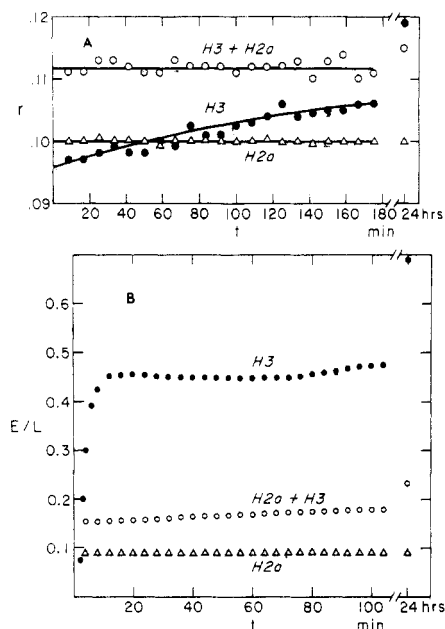 A
.12
H3 + H2a
.11
H3
r
.10
H2a
.09
20 40 60 80 100 120 140 160 180 24 hrs
t min
B
0.6
0.5
H3
0.4
E/L
0.3
H2a + H3
0.2
0.1
H2a
20 40 60 80 100 24 hrs
t min